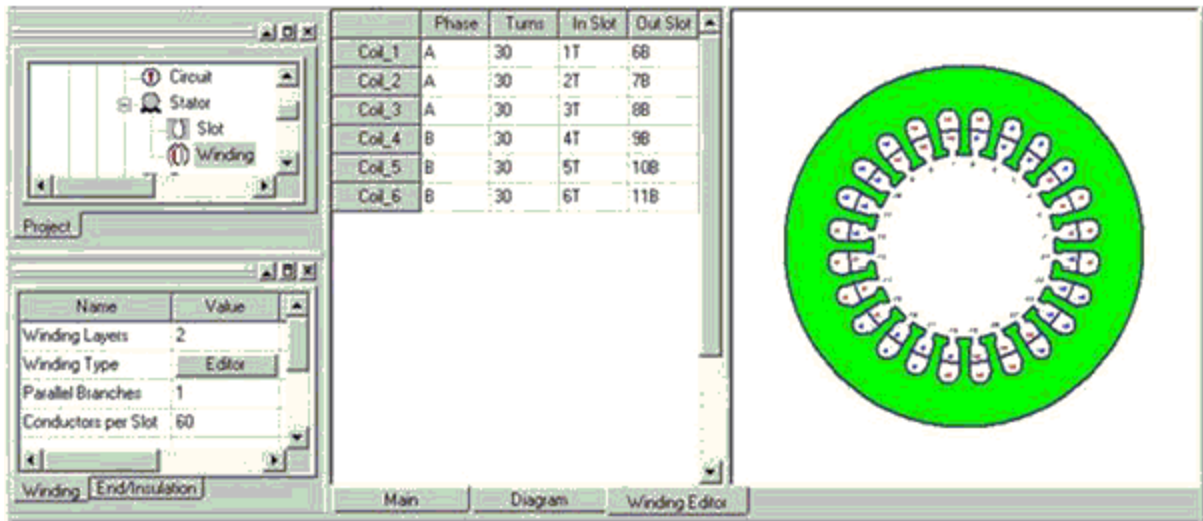 Circuit
Stator
Slot
Winding
Project
Name Value
Winding Layers 2
Winding Type Editor
Parallel Branches 1
Conductors per Slot 60
Winding End/Insulation
Phase Turns In Slot Out Slot
Coil_1 A 30 1T 6B
Coil_2 A 30 2T 7B
Coil_3 A 30 3T 8B
Coil_4 B 30 4T 9B
Coil_5 B 30 5T 10B
Coil_6 B 30 6T 11B
Main Diagram Winding Editor